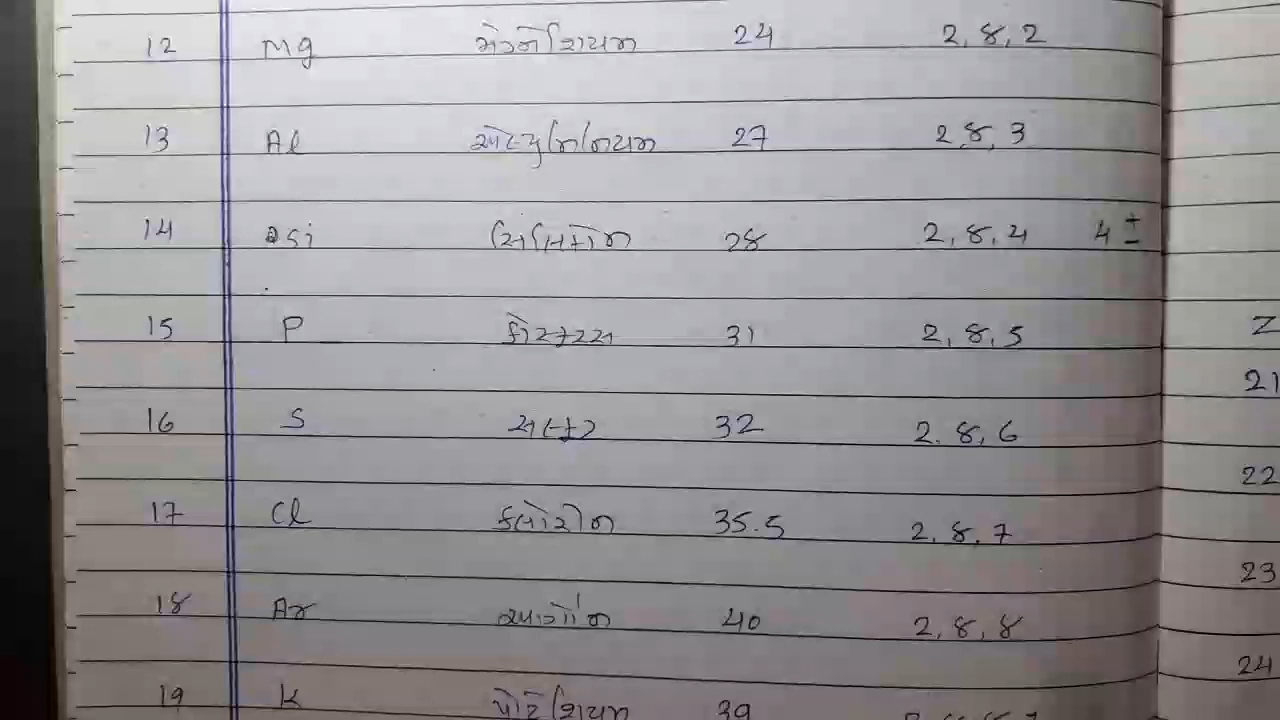 12 Mg મેગ્નેશિયમ 24 2, 8, 2
13 Al એલ્યુમિનિયમ 27 2, 8, 3
14 Si સિલિકોન 28 2, 8, 4 4 ±
15 P ફોસ્ફરસ 31 2, 8, 5
16 S સલ્ફર 32 2. 8, 6
17 Cl ક્લોરીન 35.5 2, 8, 7
18 Ar આર્ગોન 40 2, 8, 8
19 K પોટેશિયમ 39
Z
21
22
23
24